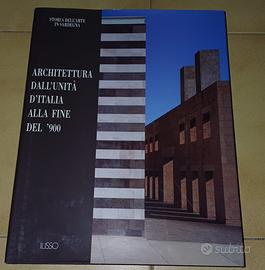 STORIA DELL'ARTE
IN SARDEGNA
ARCHITETTURA
DALL'UNITÀ
D'ITALIA
ALLA FINE
DEL '900
ILISSO
subito